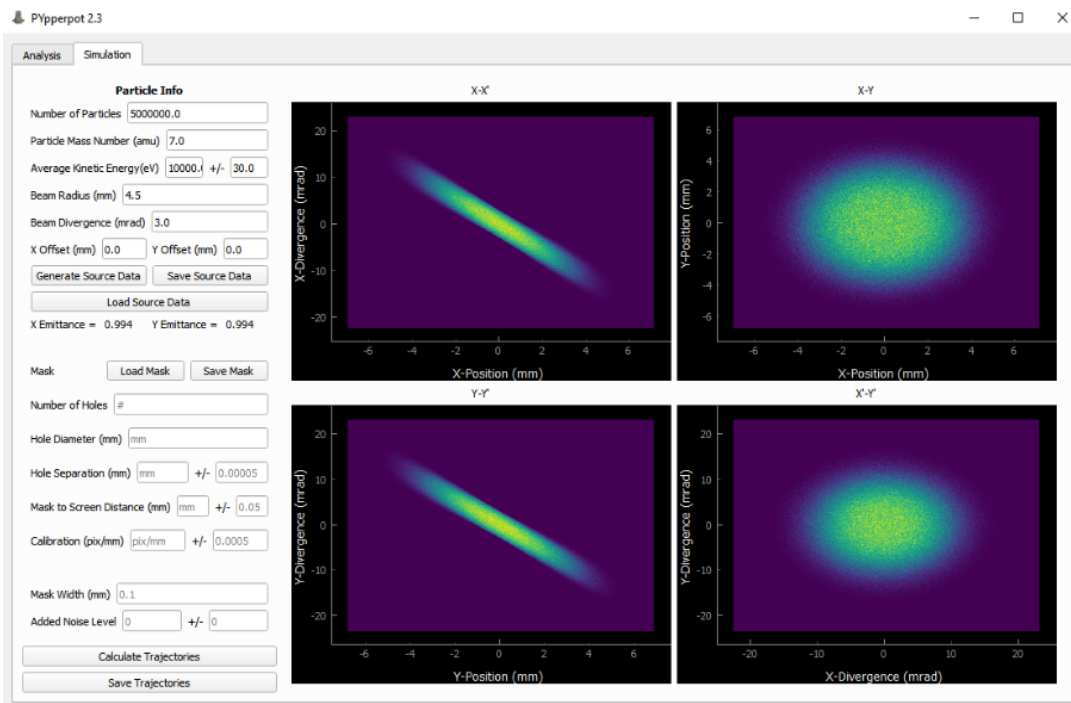 PYpperpot 2.3
Analysis
Simulation
Particle Info
Number of Particles 5000000.0
Particle Mass Number (amu) 7.0
Average Kinetic Energy(eV) 10000.( +/- 30.0
Beam Radius (mm) 4.5
Beam Divergence (mrad) 3.0
X Offset (mm) 0.0 Y Offset (mm) 0.0
Generate Source Data Save Source Data
Load Source Data
X Emittance = 0.994 Y Emittance = 0.994
Mask Load Mask Save Mask
Number of Holes #
Hole Diameter (mm) mm
Hole Separation (mm) mm +/- 0.00005
Mask to Screen Distance (mm) mm +/- 0.05
Calibration (pix/mm) pix/mm +/- 0.0005
Mask Width (mm) 0.1
Added Noise Level 0 +/- 0
Calculate Trajectories
Save Trajectories
X-X'
X-Divergence (mrad)
20
10
0
-10
-20
-6 -4 -2 0 2 4 6
X-Position (mm)
X-Y
Y-Position (mm)
6
4
2
0
-2
-4
-6
-6 -4 -2 0 2 4 6
X-Position (mm)
Y-Y'
Y-Divergence (mrad)
20
10
0
-10
-20
-6 -4 -2 0 2 4 6
Y-Position (mm)
X'-Y'
Y-Divergence (mrad)
20
10
0
-10
-20
-20 -10 0 10 20
X-Divergence (mrad)